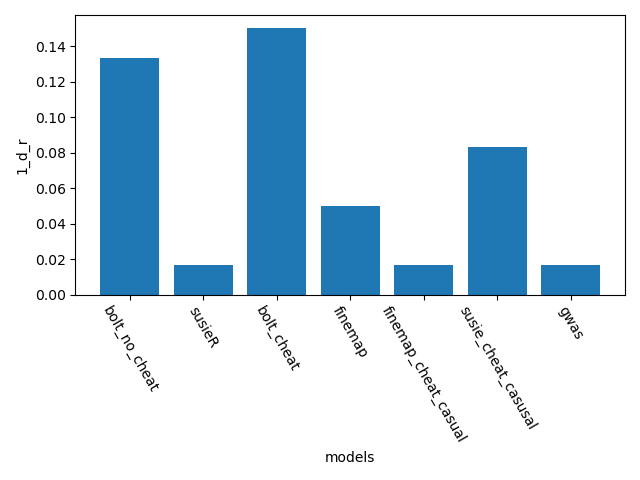 0.14
0.12
0.10
0.08
0.06
0.04
0.02
0.00
1_d_r
bolt_no_cheat
susieR
bolt_cheat
finemap
finemap_cheat_casual
susie_cheat_casusal
gwas
models